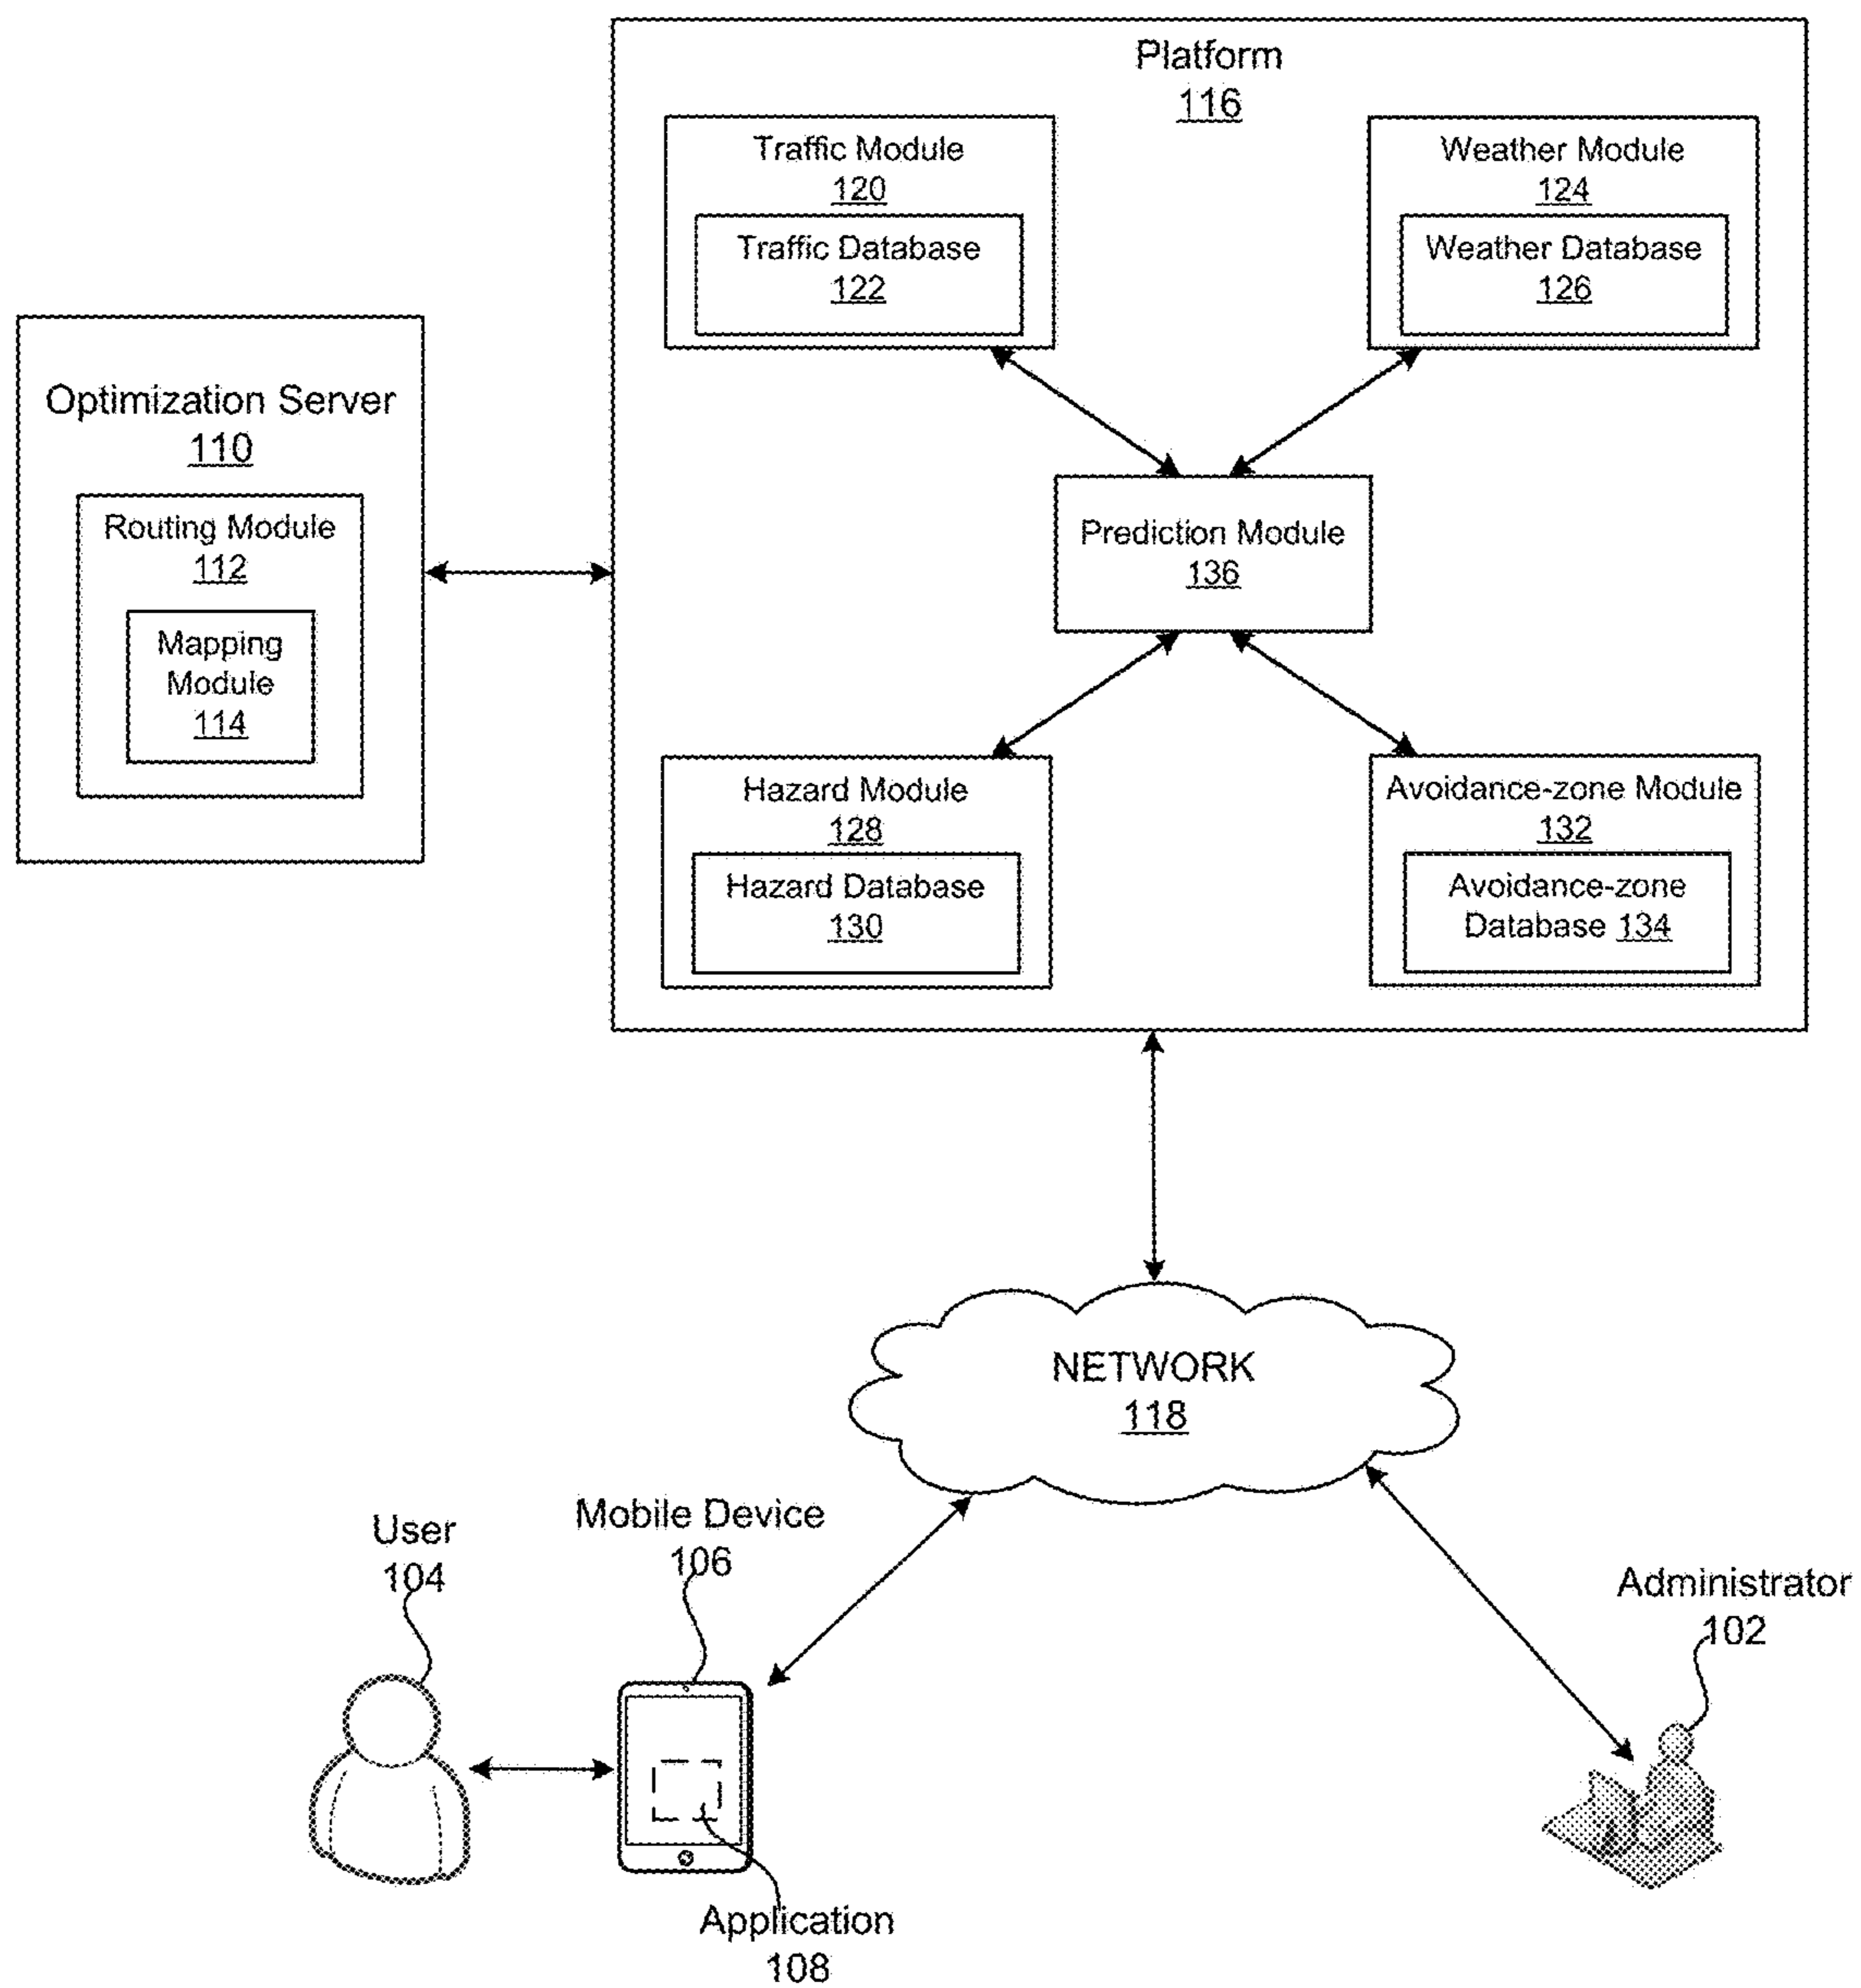 Platform
116
Traffic Module
120
Traffic Database
122
Weather Module
124
Weather Database
126
Optimization Server
110
Routing Module
112
Mapping
Module
114
Prediction Module
136
Hazard Module
128
Hazard Database
130
Avoidance-zone Module
132
Avoidance-zone
Database 134
NETWORK
118
User
104
Mobile Device
106
Administrator
102
Application
108